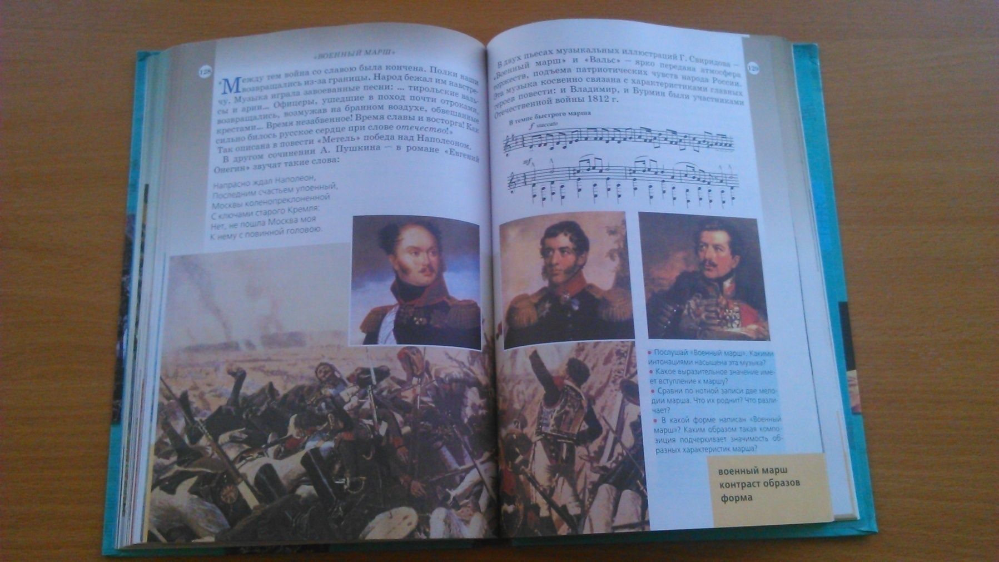 «ВОЕННЫЙ МАРШ»
128
«Между тем война со славою была кончена. Полки наши
возвращались из-за границы. Народ бежал им навстре-
чу. Музыка играла завоеванные песни: ... тирольские валь-
сы и арии... Офицеры, ушедшие в поход почти отроками,
возвращались, возмужав на бранном воздухе, обвешанные
крестами... Время незабвенное! Время славы и восторга! Как
сильно билось русское сердце при слове отечество!»
Так описана в повести «Метель» победа над Наполеоном.
В другом сочинении А. Пушкина — в романе «Евгений
Онегин» звучат такие слова:
Напрасно ждал Наполеон,
Последним счастьем упоенный,
Москвы коленопреклоненной
С ключами старого Кремля:
Нет, не пошла Москва моя
К нему с повинной головою.
В двух пьесах музыкальных иллюстраций Г. Свиридова —
«Военный марш» и «Вальс» — ярко передана атмосфера
торжеств, подъема патриотических чувств народа России.
Эта музыка косвенно связана с характеристиками главных
героев повести: и Владимир, и Бурмин были участниками
Отечественной войны 1812 г.
129
В темпе быстрого марша
f staccato
mf
• Послушай «Военный марш». Какими
интонациями насыщена эта музыка?
• Какое выразительное значение име-
ет вступление к маршу?
• Сравни по нотной записи две мело-
дии марша. Что их роднит? Что разли-
чает?
• В какой форме написан «Военный
марш»? Каким образом такая компо-
зиция подчеркивает значимость об-
разных характеристик марша?
военный марш
контраст образов
форма